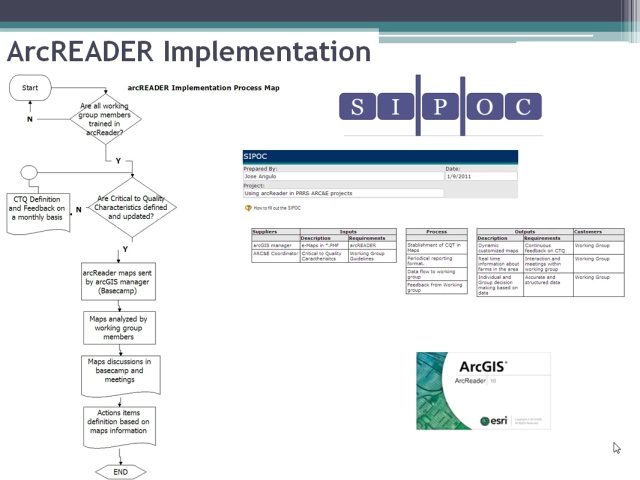 ArcREADER Implementation
arcREADER Implementation Process Map
Start
Are all working
group members
trained in
arcReader?
N
Y
CTQ Definition
and Feedback on
a monthly basis
N
Are Critical to Quality
Characteristics defined
and updated?
Y
arcReader maps sent
by arcGIS manager
(Basecamp)
Maps analyzed by
working group
members
Maps discussions in
basecamp and
meetings
Actions items
definition based on
maps information
END
S I P O C
SIPOC
Prepared By:
Date:
Jose Angulo
1/9/2011
Project:
Using arcReader in PRRS ARC&E projects
How to fill out the SIPOC
Suppliers
Inputs
Description
Requirements
arcGIS manager
e-Maps in *.PMF
arcREADER
ARC&E Coordinator
Critical to Quality
Caractheristics
Working Group
Guidelines
Process
Stablishment of CQT in
Maps
Periodical reporting
format.
Data flow to working
group
Feedback from Working
group
Outputs
Customers
Description
Requirements
Dynamic
customized maps
Continuous
feedback on CTQ
Working Group
Real time
information about
farms in the area
Interaction and
meetings within
working group
Working Group
Individual and
Group decision
making based on
data
Accurate and
structured data
Working Group
ArcGIS®
ArcReader 10
esri